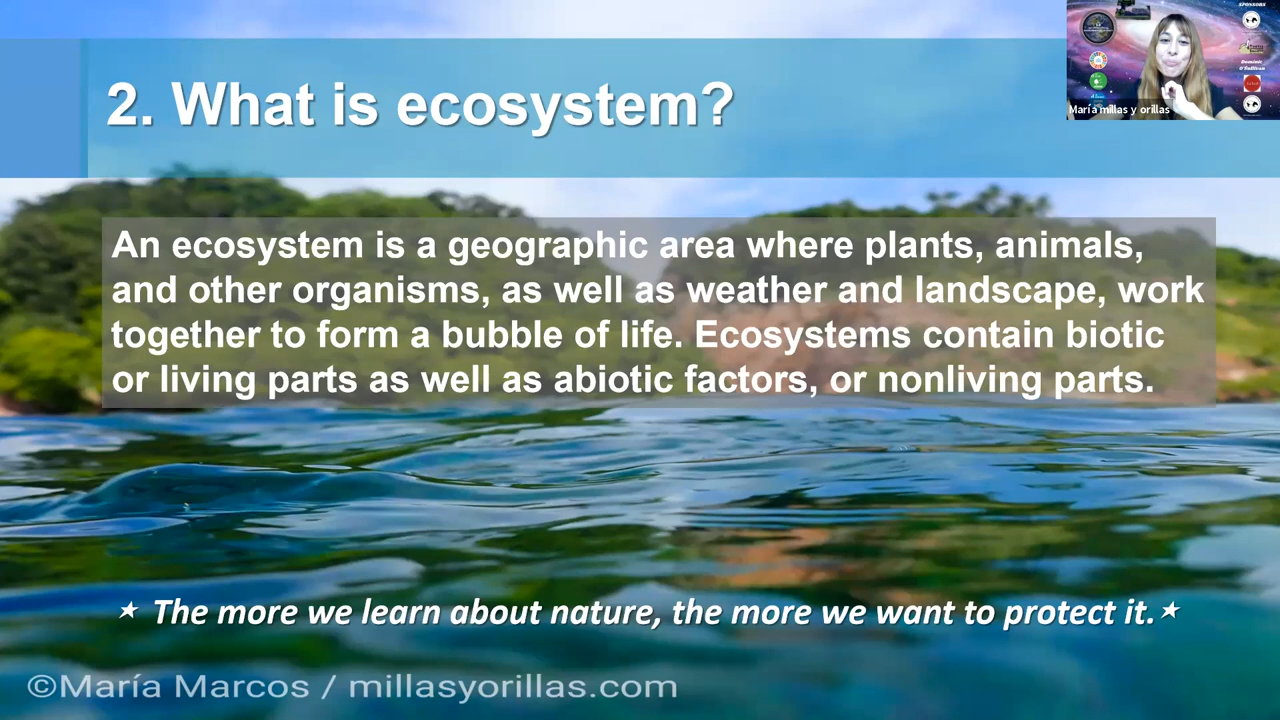 2. What is ecosystem?
SPONSORS
Dominic
O'Sullivan
María millas y orillas
An ecosystem is a geographic area where plants, animals,
and other organisms, as well as weather and landscape, work
together to form a bubble of life. Ecosystems contain biotic
or living parts as well as abiotic factors, or nonliving parts.
★ The more we learn about nature, the more we want to protect it.★
©María Marcos / millasyorillas.com